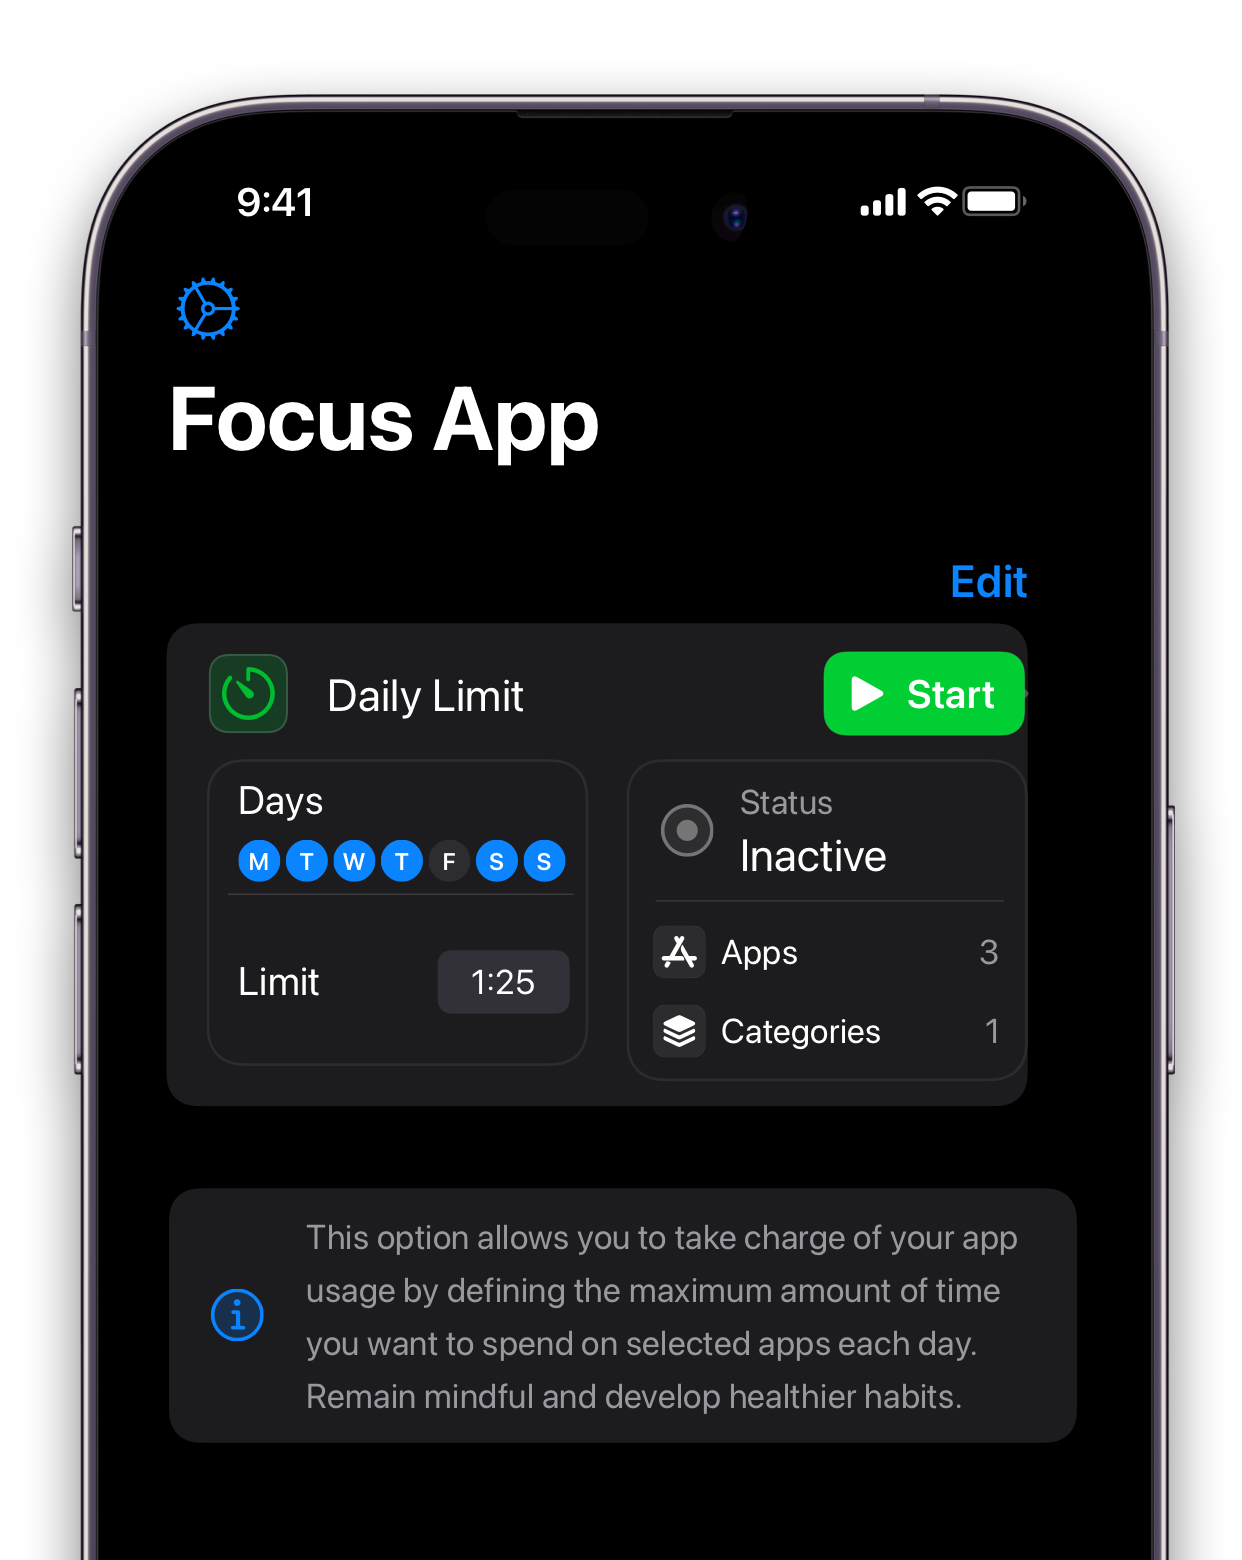 9:41
Focus App
Edit
Daily Limit
Start
Days
M T W T F S S
Limit 1:25
Status
Inactive
Apps 3
Categories 1
This option allows you to take charge of your app
usage by defining the maximum amount of time
you want to spend on selected apps each day.
Remain mindful and develop healthier habits.